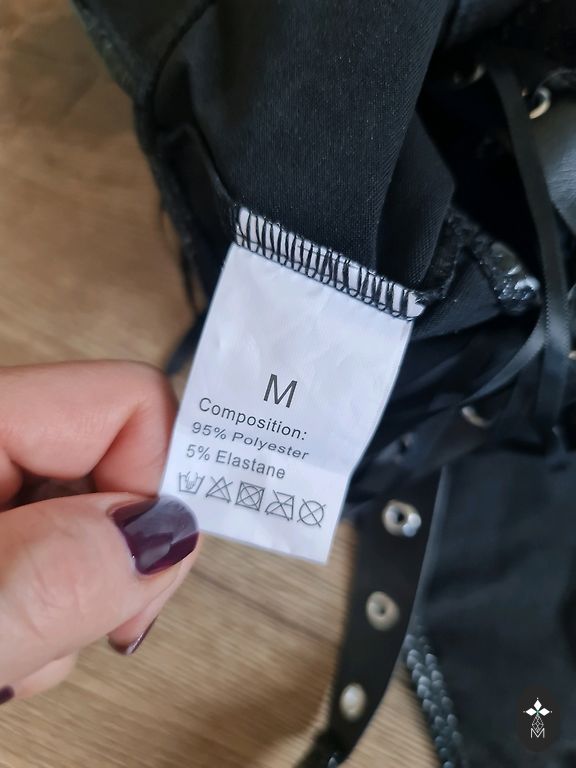 M
Composition:
95% Polyester
5% Elastane